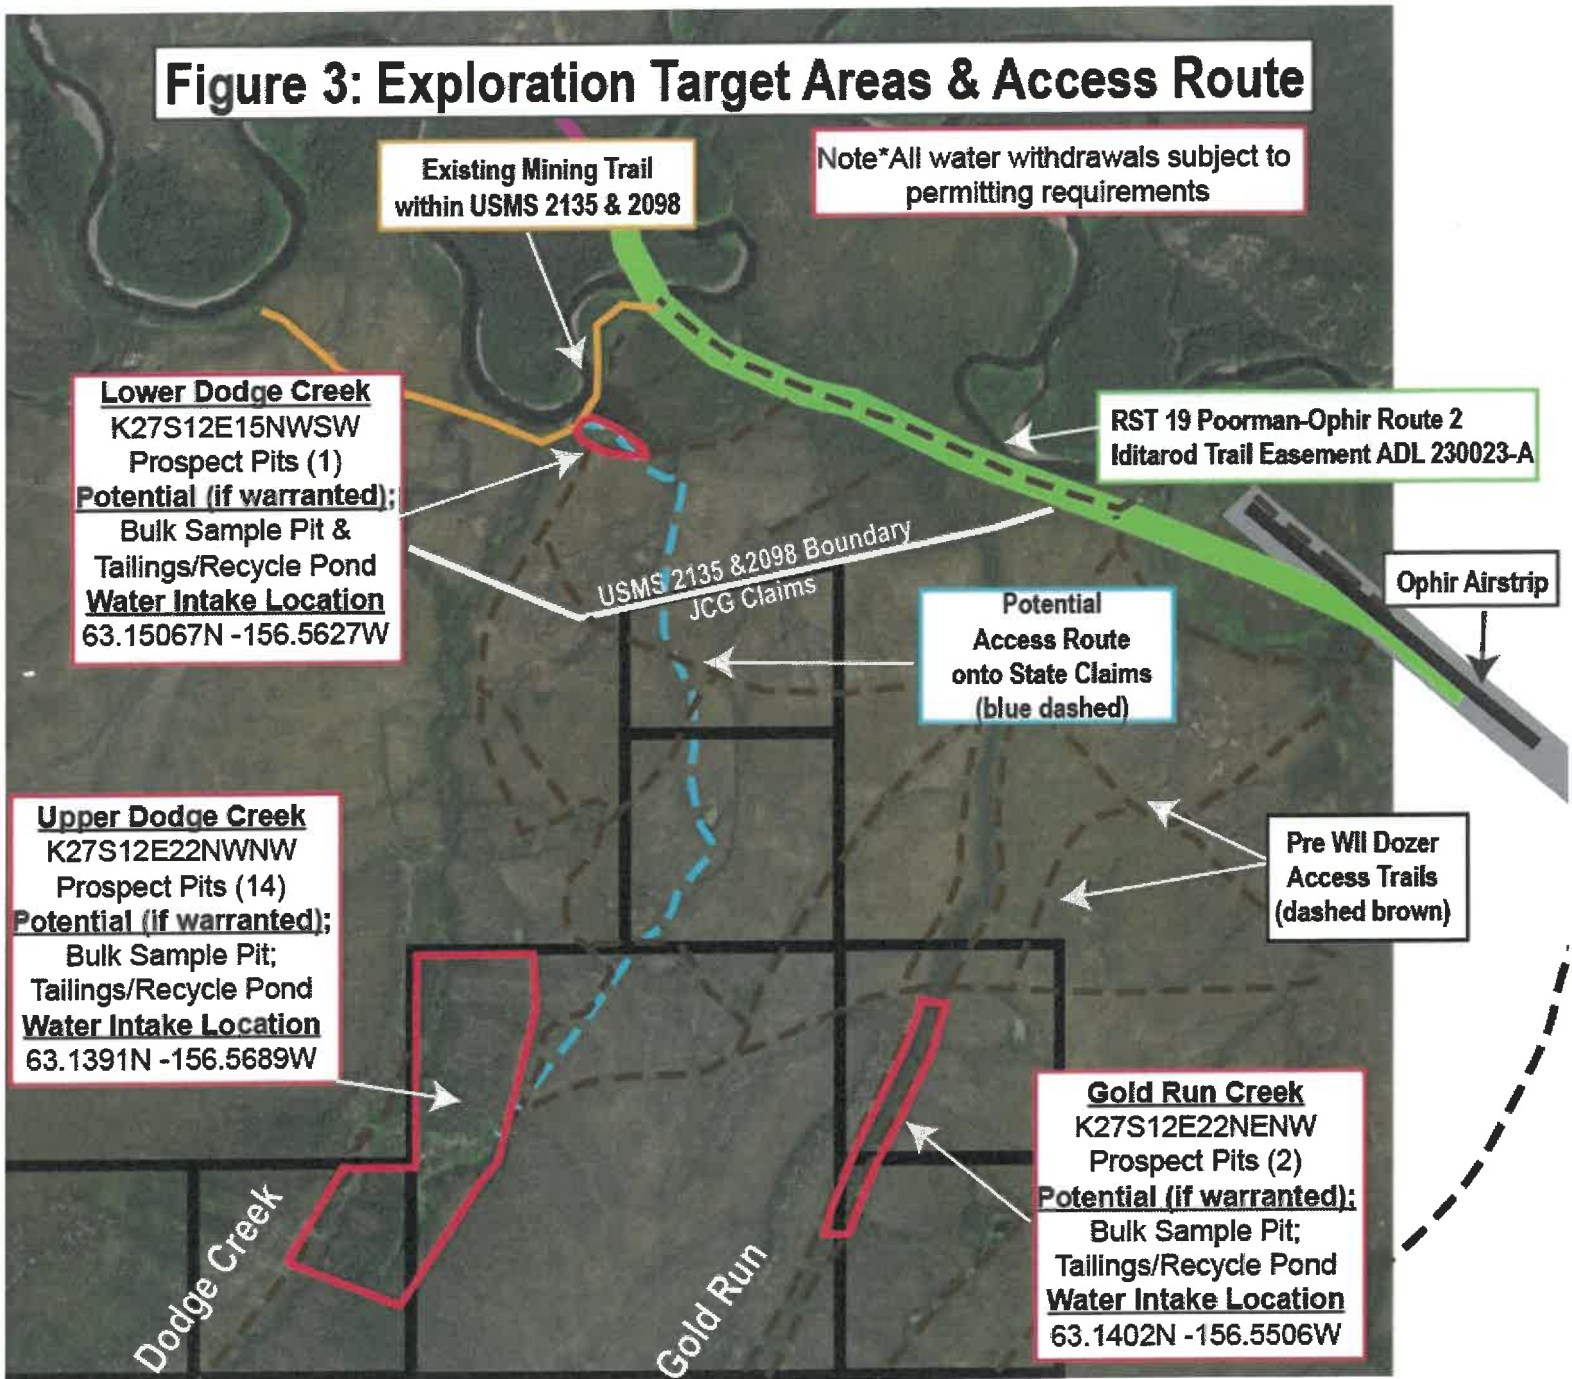 Figure 3: Exploration Target Areas & Access Route
Existing Mining Trail
within USMS 2135 & 2098
Note*All water withdrawals subject to
permitting requirements
Lower Dodge Creek
K27S12E15NWSW
Prospect Pits (1)
Potential (if warranted);
Bulk Sample Pit &
Tailings/Recycle Pond
Water Intake Location
63.15067N -156.5627W
RST 19 Poorman-Ophir Route 2
Iditarod Trail Easement ADL 230023-A
USMS 2135 &2098 Boundary
JCG Claims
Ophir Airstrip
Potential
Access Route
onto State Claims
(blue dashed)
Upper Dodge Creek
K27S12E22NWNW
Prospect Pits (14)
Potential (if warranted);
Bulk Sample Pit;
Tailings/Recycle Pond
Water Intake Location
63.1391N -156.5689W
Pre WII Dozer
Access Trails
(dashed brown)
Gold Run Creek
K27S12E22NENW
Prospect Pits (2)
Potential (if warranted);
Bulk Sample Pit;
Tailings/Recycle Pond
Water Intake Location
63.1402N -156.5506W
Dodge Creek
Gold Run